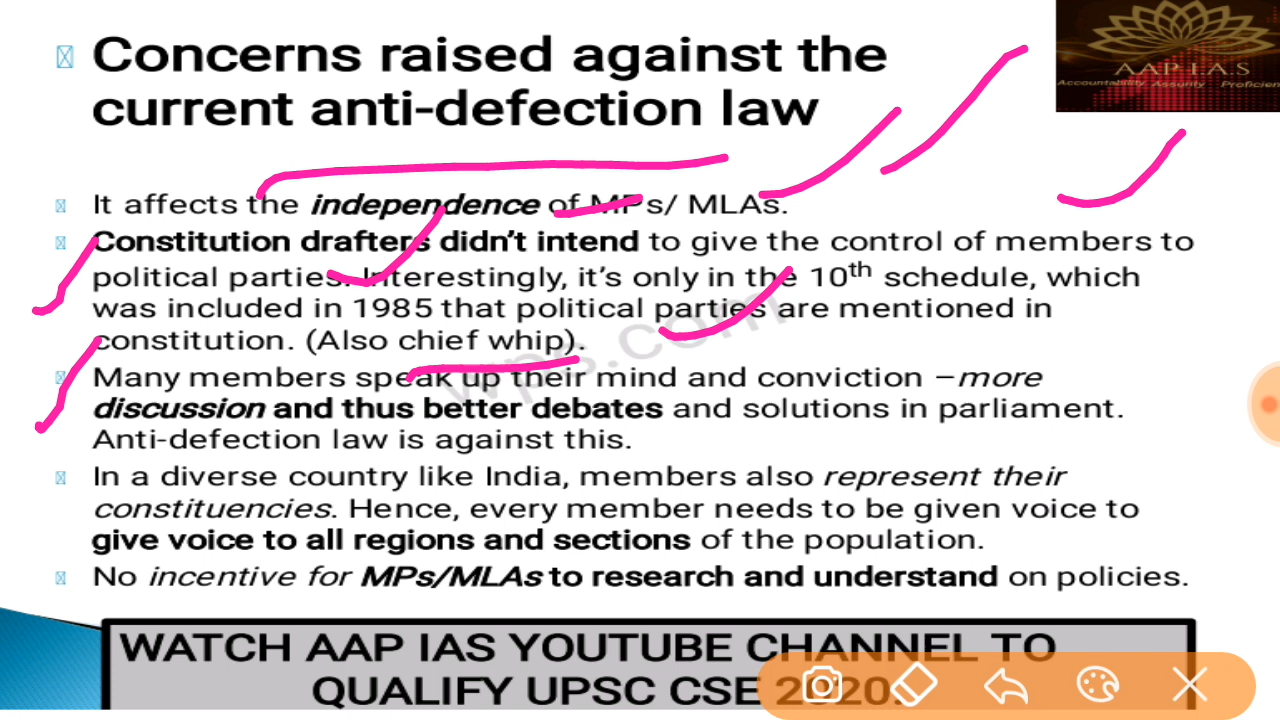 Concerns raised against the
current anti-defection law
AAP I.A.S
Accountability Assurity Proficien
It affects the independence of MPs/ MLAs.
Constitution drafters didn't intend to give the control of members to
political parties. Interestingly, it's only in the 10th schedule, which
was included in 1985 that political parties are mentioned in
constitution. (Also chief whip).
wps.com
Many members speak up their mind and conviction –more
discussion and thus better debates and solutions in parliament.
Anti-defection law is against this.
In a diverse country like India, members also represent their
constituencies. Hence, every member needs to be given voice to
give voice to all regions and sections of the population.
No incentive for MPs/MLAs to research and understand on policies.
WATCH AAP IAS YOUTUBE CHANNEL TO
QUALIFY UPSC CSE 2020.